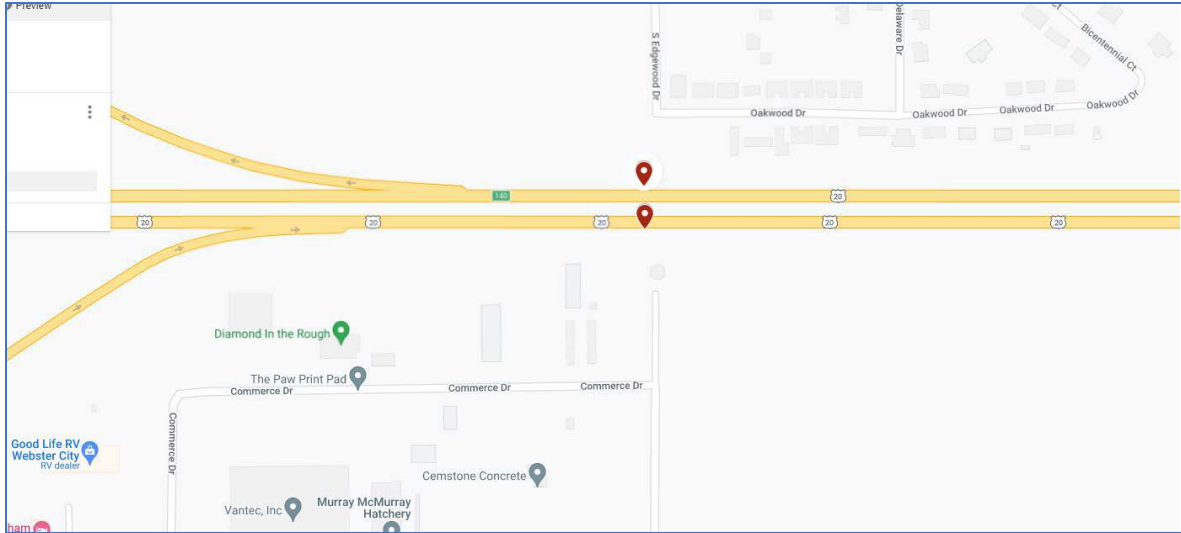 Preview
S Edgewood Dr
Delaware Dr
Ct
Bicentennial Ct
Oakwood Dr
Oakwood Dr
Oakwood Dr
Oakwood Dr
140
20
20
20
20
20
20
Diamond In the Rough
The Paw Print Pad
Commerce Dr
Commerce Dr
Commerce Dr
Commerce Dr
Good Life RV
Webster City
RV dealer
Cemstone Concrete
Vantec, Inc
Murray McMurray
Hatchery
ham